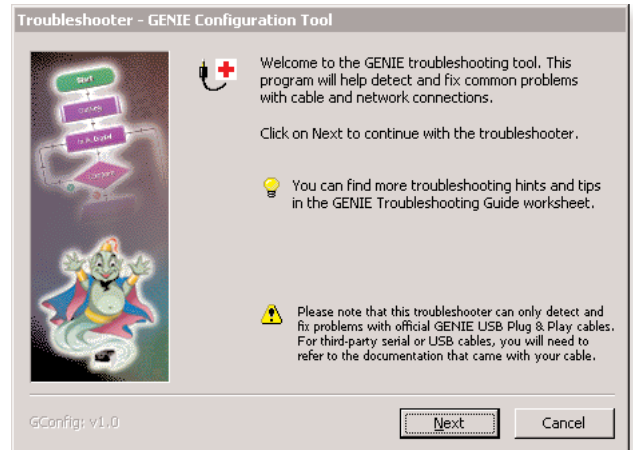 Troubleshooter - GENIE Configuration Tool
Start
Welcome to the GENIE troubleshooting tool. This
program will help detect and fix common problems
with cable and network connections.
Click on Next to continue with the troubleshooter.
You can find more troubleshooting hints and tips
in the GENIE Troubleshooting Guide worksheet.
Please note that this troubleshooter can only detect and
fix problems with official GENIE USB Plug & Play cables.
For third-party serial or USB cables, you will need to
refer to the documentation that came with your cable.
GConfig: v1.0
Next
Cancel